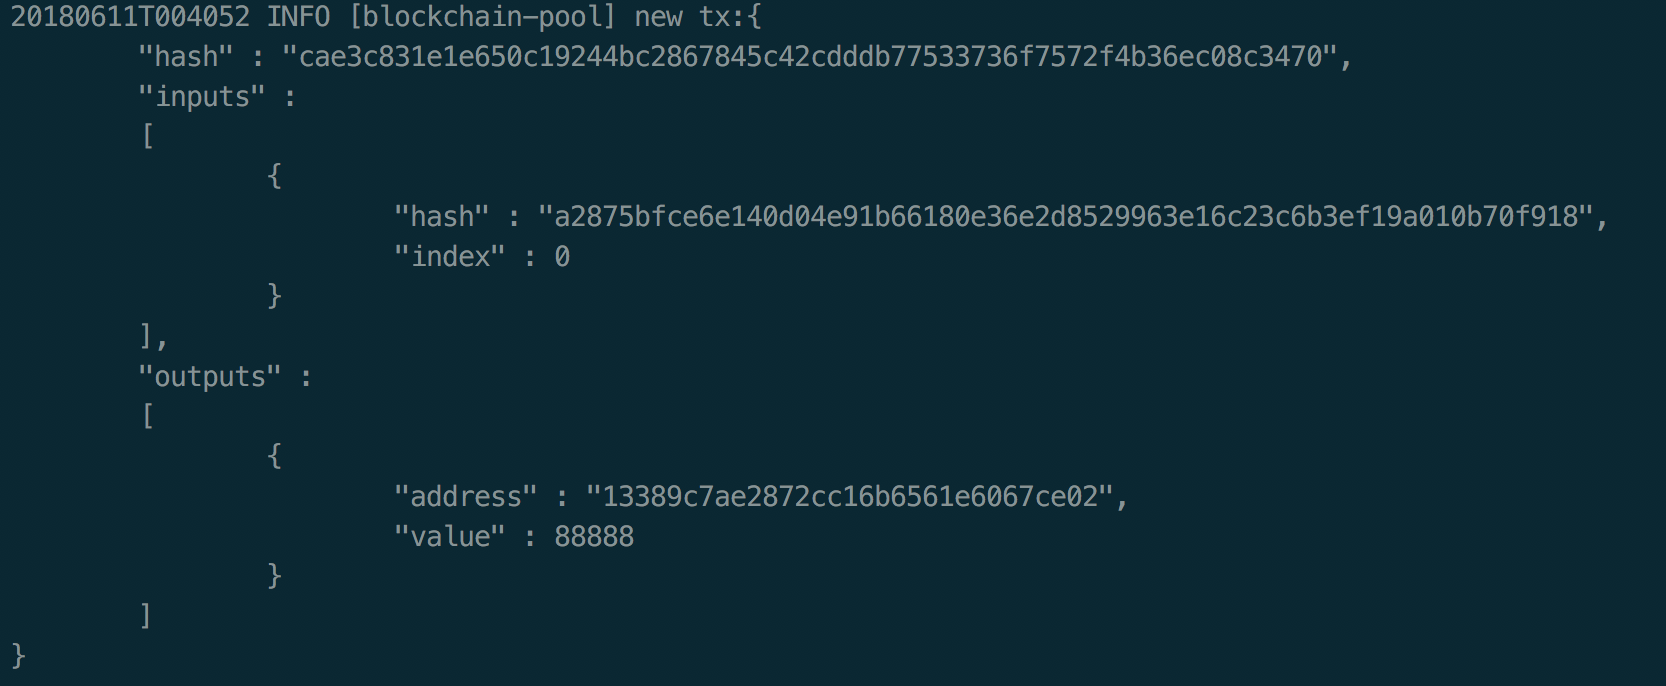 20180611T004052 INFO [blockchain-pool] new tx:{
"hash" : "cae3c831e1e650c19244bc2867845c42cdddb77533736f7572f4b36ec08c3470",
"inputs" :
[
{
"hash" : "a2875bfce6e140d04e91b66180e36e2d8529963e16c23c6b3ef19a010b70f918",
"index" : 0
}
],
"outputs" :
[
{
"address" : "13389c7ae2872cc16b6561e6067ce02",
"value" : 88888
}
]
}